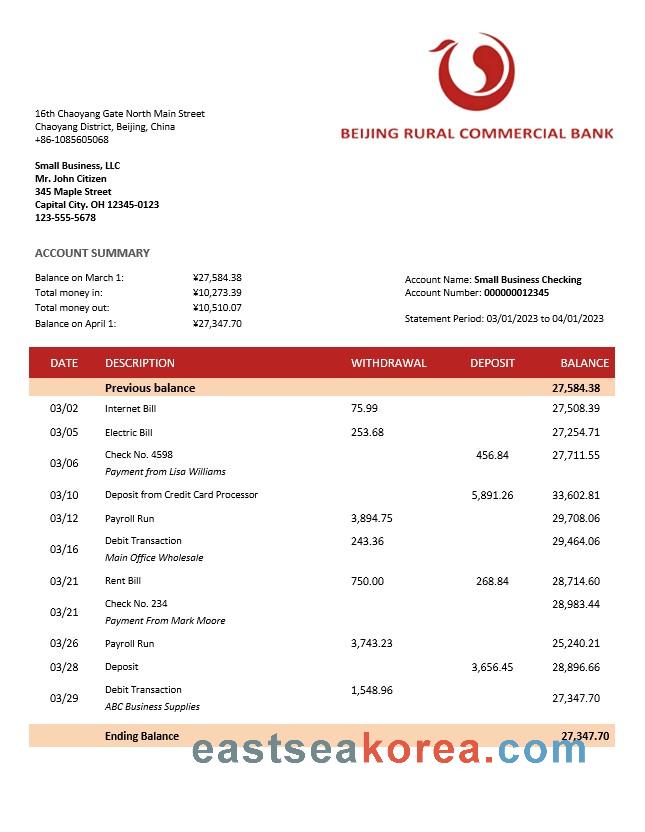 BEIJING RURAL COMMERCIAL BANK
16th Chaoyang Gate North Main Street
Chaoyang District, Beijing, China
+86-1085605068
Small Business, LLC
Mr. John Citizen
345 Maple Street
Capital City. OH 12345-0123
123-555-5678
ACCOUNT SUMMARY
Balance on March 1: ¥27,584.38
Total money in: ¥10,273.39
Total money out: ¥10,510.07
Balance on April 1: ¥27,347.70
Account Name: Small Business Checking
Account Number: 000000012345
Statement Period: 03/01/2023 to 04/01/2023
DATE DESCRIPTION WITHDRAWAL DEPOSIT BALANCE
Previous balance 27,584.38
03/02 Internet Bill 75.99 27,508.39
03/05 Electric Bill 253.68 27,254.71
03/06 Check No. 4598 456.84 27,711.55
Payment from Lisa Williams
03/10 Deposit from Credit Card Processor 5,891.26 33,602.81
03/12 Payroll Run 3,894.75 29,708.06
03/16 Debit Transaction 243.36 29,464.06
Main Office Wholesale
03/21 Rent Bill 750.00 268.84 28,714.60
03/21 Check No. 234 28,983.44
Payment From Mark Moore
03/26 Payroll Run 3,743.23 25,240.21
03/28 Deposit 3,656.45 28,896.66
03/29 Debit Transaction 1,548.96 27,347.70
ABC Business Supplies
Ending Balance 27,347.70
eastseakorea.com